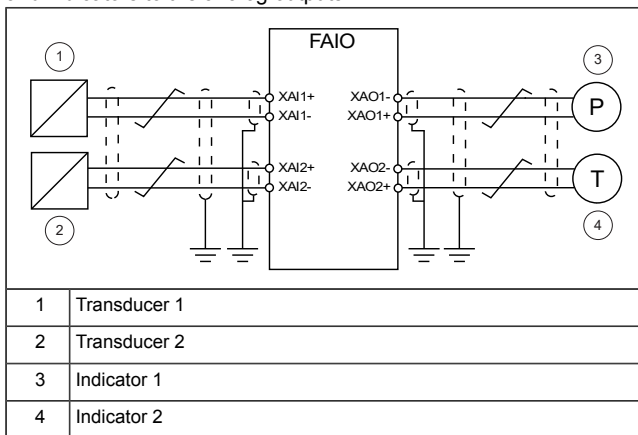 FAIO
1
3
XAI1+
XAO1-
XAI1-
XAO1+
P
XAI2+
XAO2-
XAI2-
XAO2+
T
2
4
1 Transducer 1
2 Transducer 2
3 Indicator 1
4 Indicator 2